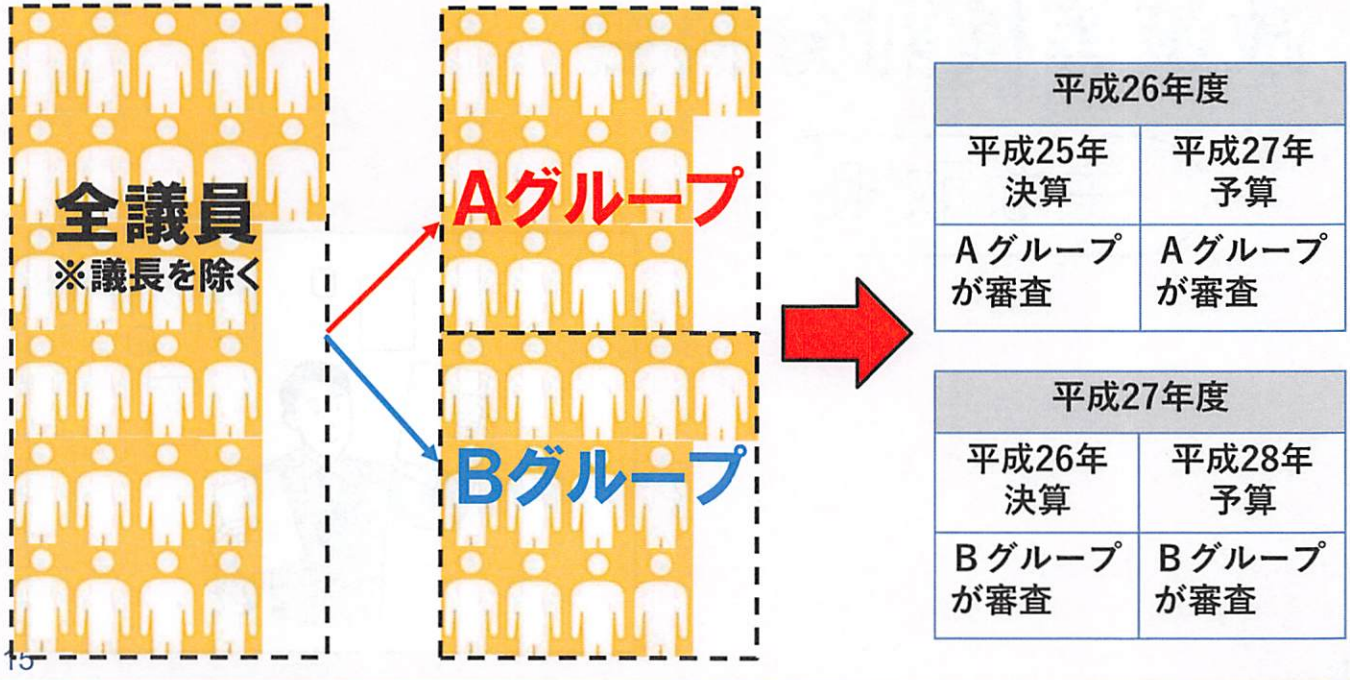 全議員
※議長を除く
Aグループ
Bグループ
平成26年度
平成25年
決算
平成27年
予算
Aグループ
が審査
Aグループ
が審査
平成27年度
平成26年
決算
平成28年
予算
Bグループ
が審査
Bグループ
が審査
15